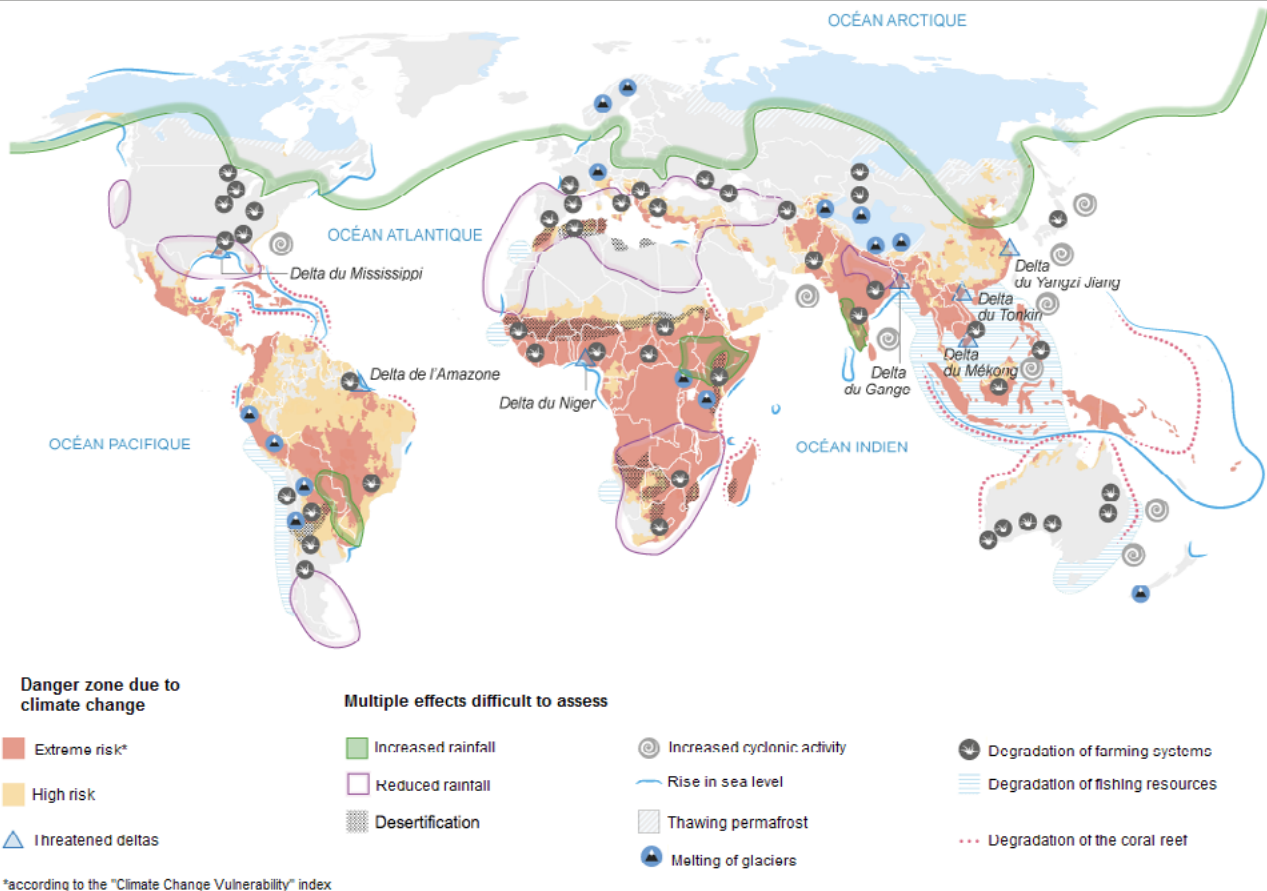 OCÉAN ARCTIQUE
OCÉAN ATLANTIQUE
Delta du Mississippi
Delta
du Yangzi Jiang
Delta
du Tonkin
Delta
du Mékong
Delta de l'Amazone
Delta
du Gange
Delta du Niger
OCÉAN PACIFIQUE
OCÉAN INDIEN
Danger zone due to
climate change
Extreme risk*
High risk
Threatened deltas
*according to the "Climate Change Vulnerability" index
Multiple effects difficult to assess
Increased rainfall
Reduced rainfall
Desertification
Increased cyclonic activity
Rise in sea level
Thawing permafrost
Melting of glaciers
Degradation of farming systems
Degradation of fishing resources
Degradation of the coral reef